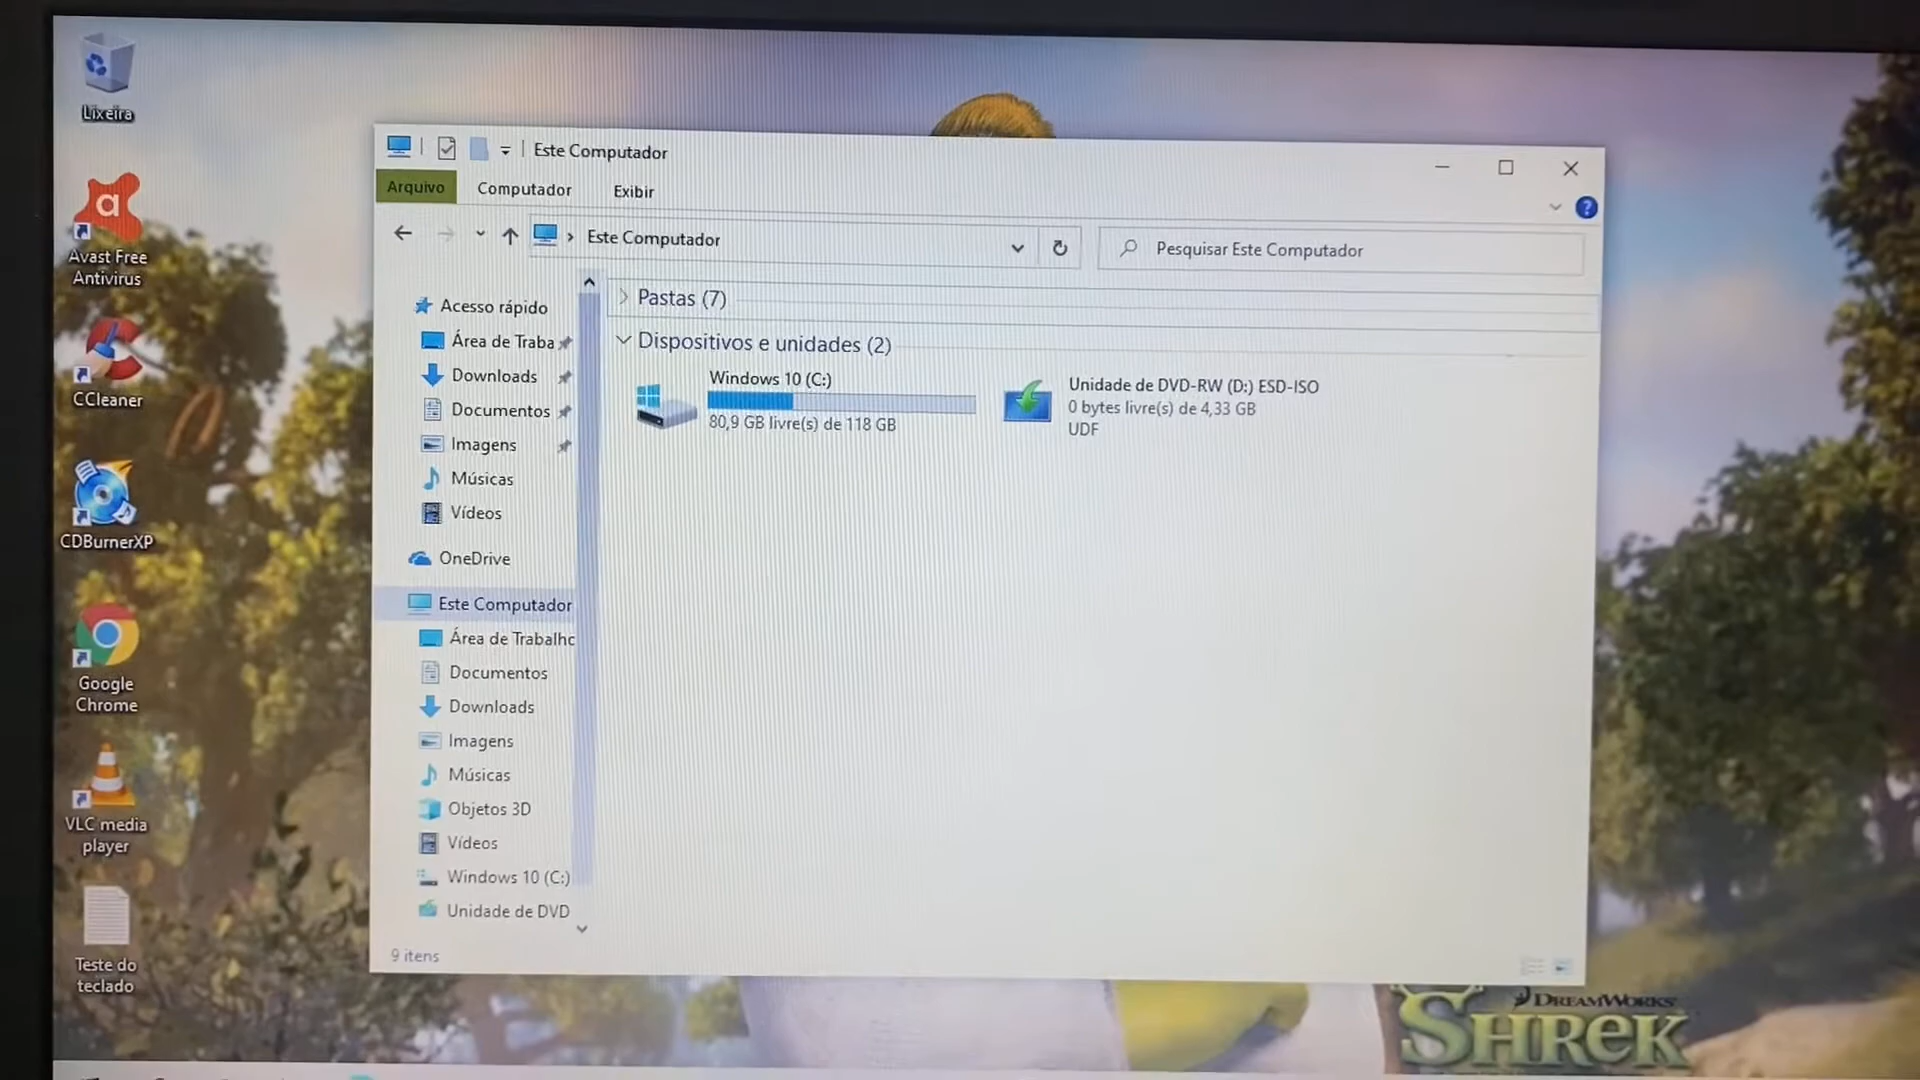 Lixeira
Avast Free
Antivirus
CCleaner
CDBurnerXP
Google
Chrome
VLC media
player
Teste do
teclado
Este Computador
Arquivo
Computador
Exibir
Este Computador
Pesquisar Este Computador
Acesso rápido
Área de Traba
Downloads
Documentos
Imagens
Músicas
Vídeos
OneDrive
Este Computador
Área de Trabalho
Documentos
Downloads
Imagens
Músicas
Objetos 3D
Vídeos
Windows 10 (C:)
Unidade de DVD
9 itens
Pastas (7)
Dispositivos e unidades (2)
Windows 10 (C:)
80,9 GB livre(s) de 118 GB
Unidade de DVD-RW (D:) ESD-ISO
0 bytes livre(s) de 4,33 GB
UDF
DREAMWORKS
SHREK